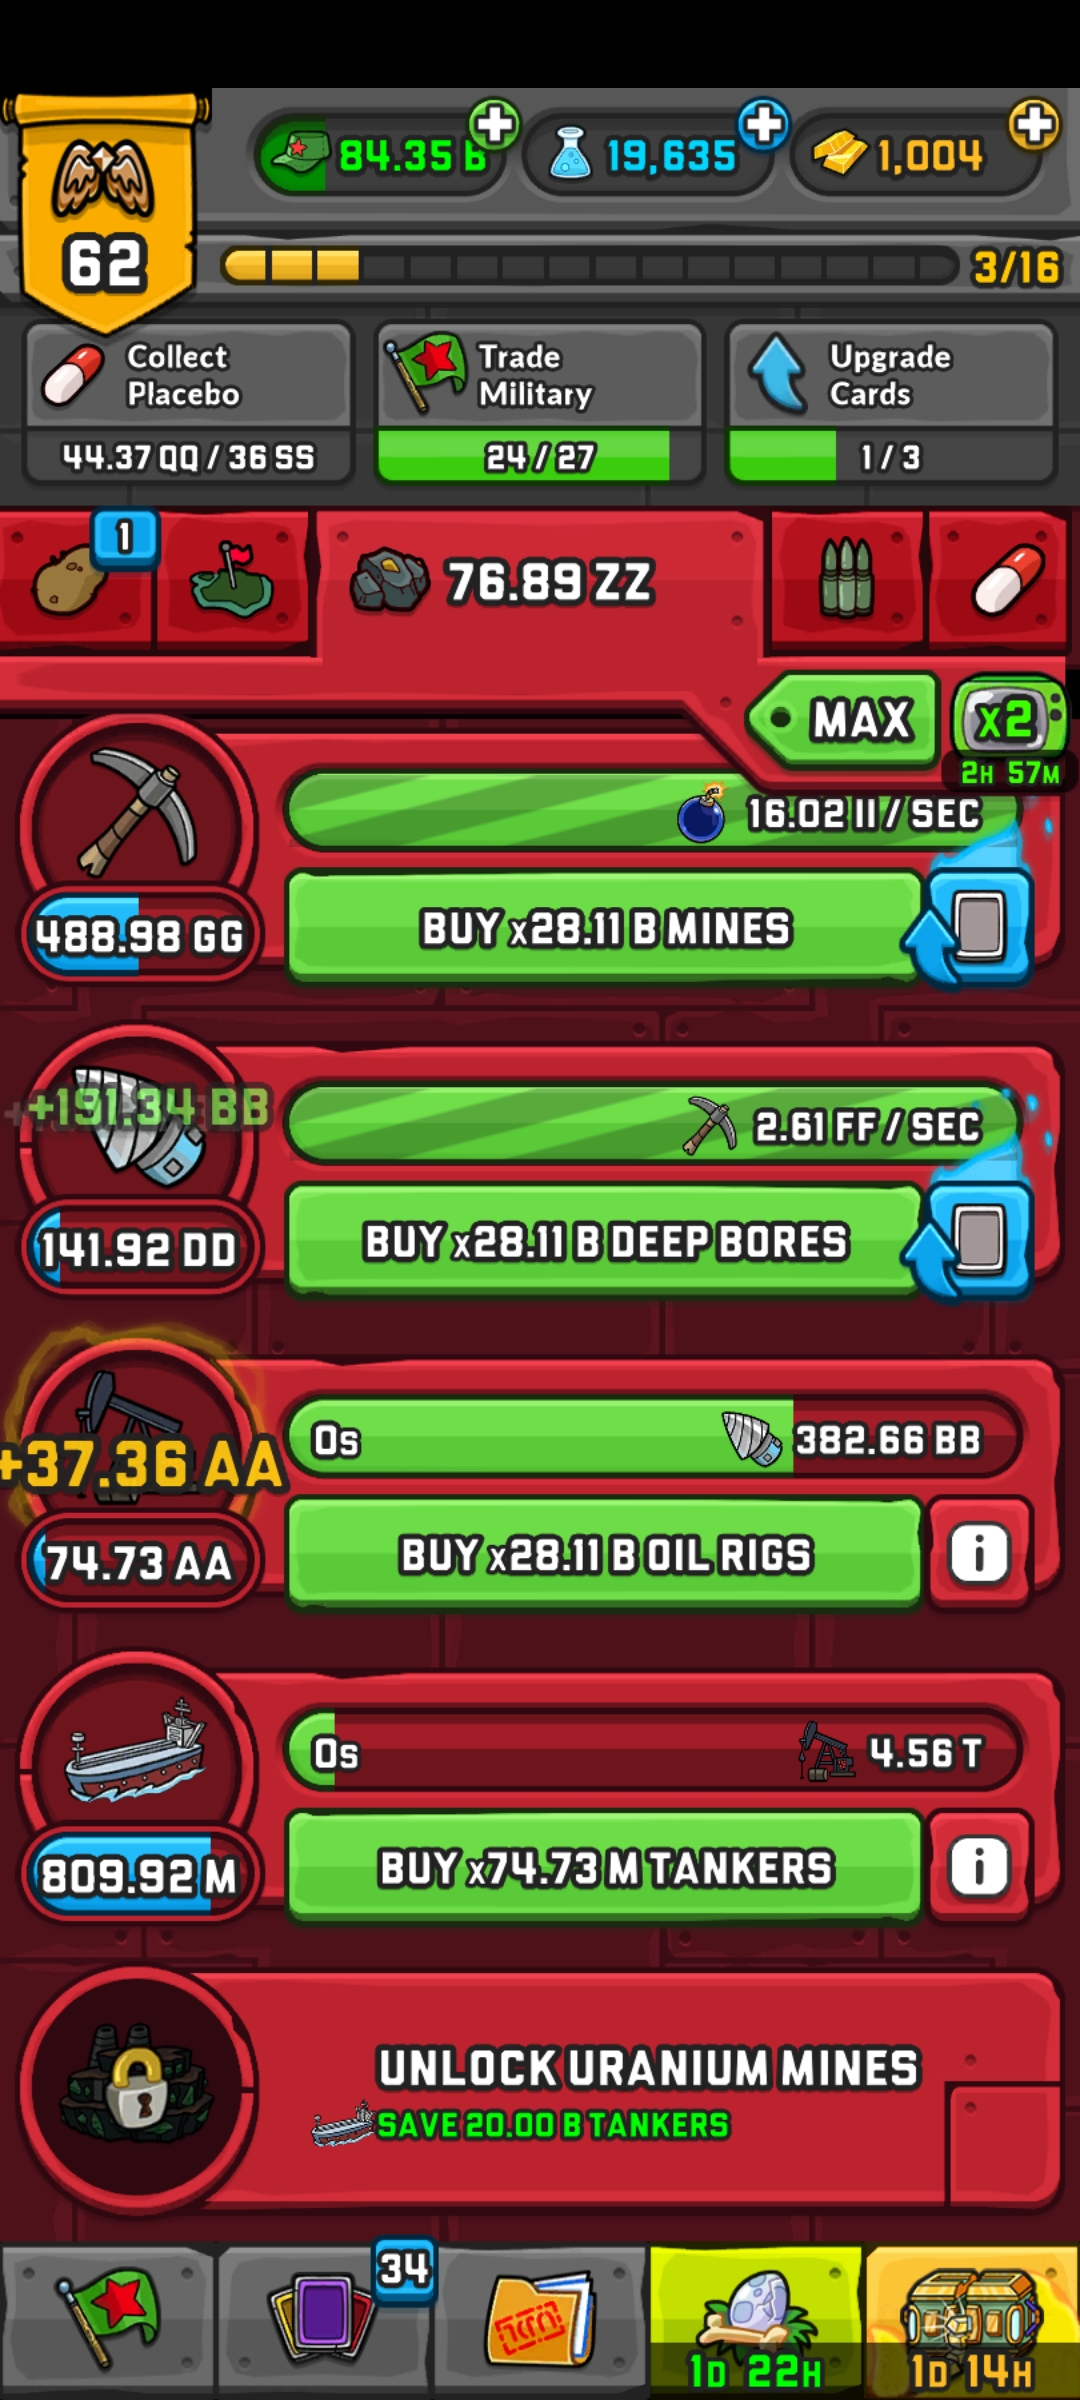 84.35 B
19,635
1,004
62
3/16
Collect
Placebo
44.37 QQ / 36 SS
Trade
Military
24 / 27
Upgrade
Cards
1 / 3
1
76.89 ZZ
MAX
x2
2H 57M
16.02 II / SEC
488.98 GG
BUY x28.11 B MINES
+191.34 BB
2.61 FF / SEC
141.92 DD
BUY x28.11 B DEEP BORES
0s
382.66 BB
+37.36 AA
74.73 AA
BUY x28.11 B OIL RIGS
i
0s
4.56 T
809.92 M
BUY x74.73 M TANKERS
i
UNLOCK URANIUM MINES
SAVE 20.00 B TANKERS
34
1D 22H
1D 14H